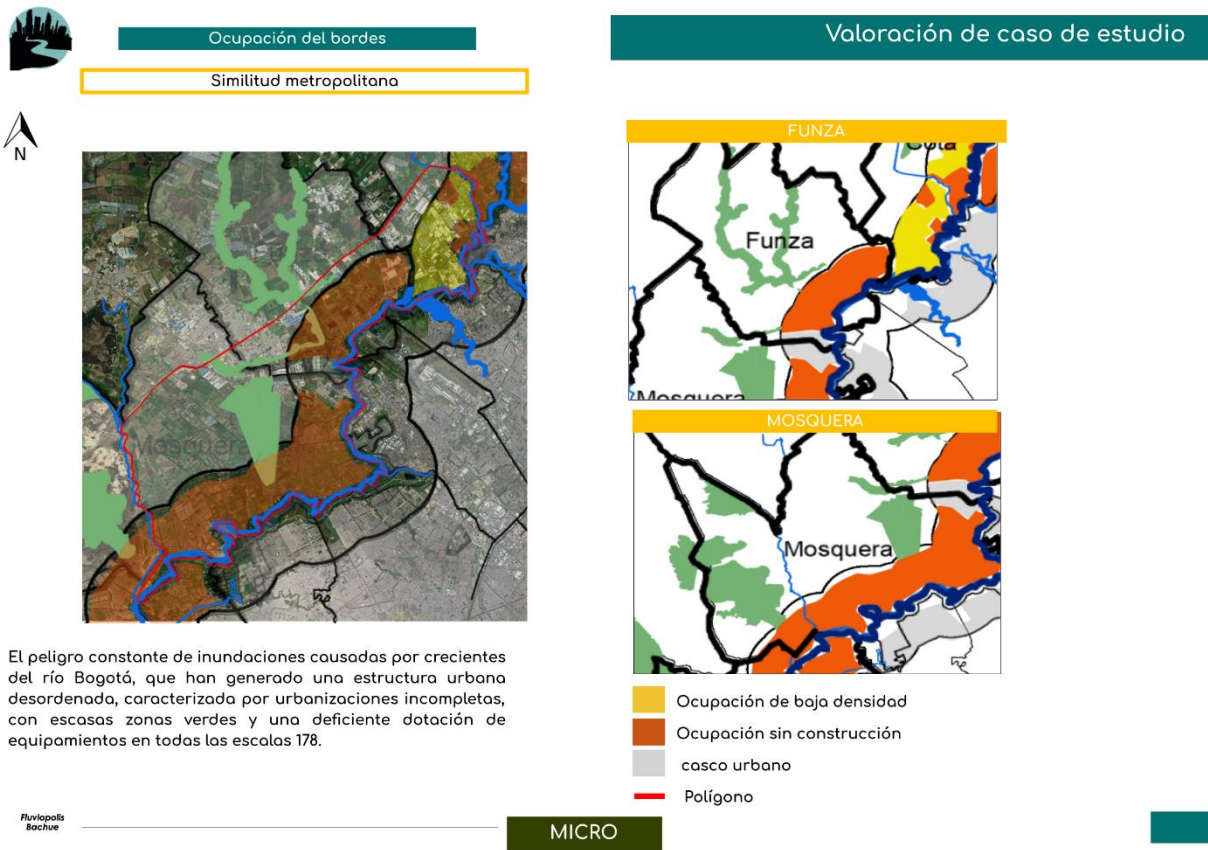 Ocupación del bordes
Similitud metropolitana
N
Mosquera
El peligro constante de inundaciones causadas por crecientes
del río Bogotá, que han generado una estructura urbana
desordenada, caracterizada por urbanizaciones incompletas,
con escasas zonas verdes y una deficiente dotación de
equipamientos en todas las escalas 178.
Fluviopolis
Bachue
MICRO
Valoración de caso de estudio
FUNZA
Cota
Funza
Mosquera
MOSQUERA
Mosquera
Ocupación de baja densidad
Ocupación sin construcción
casco urbano
Polígono